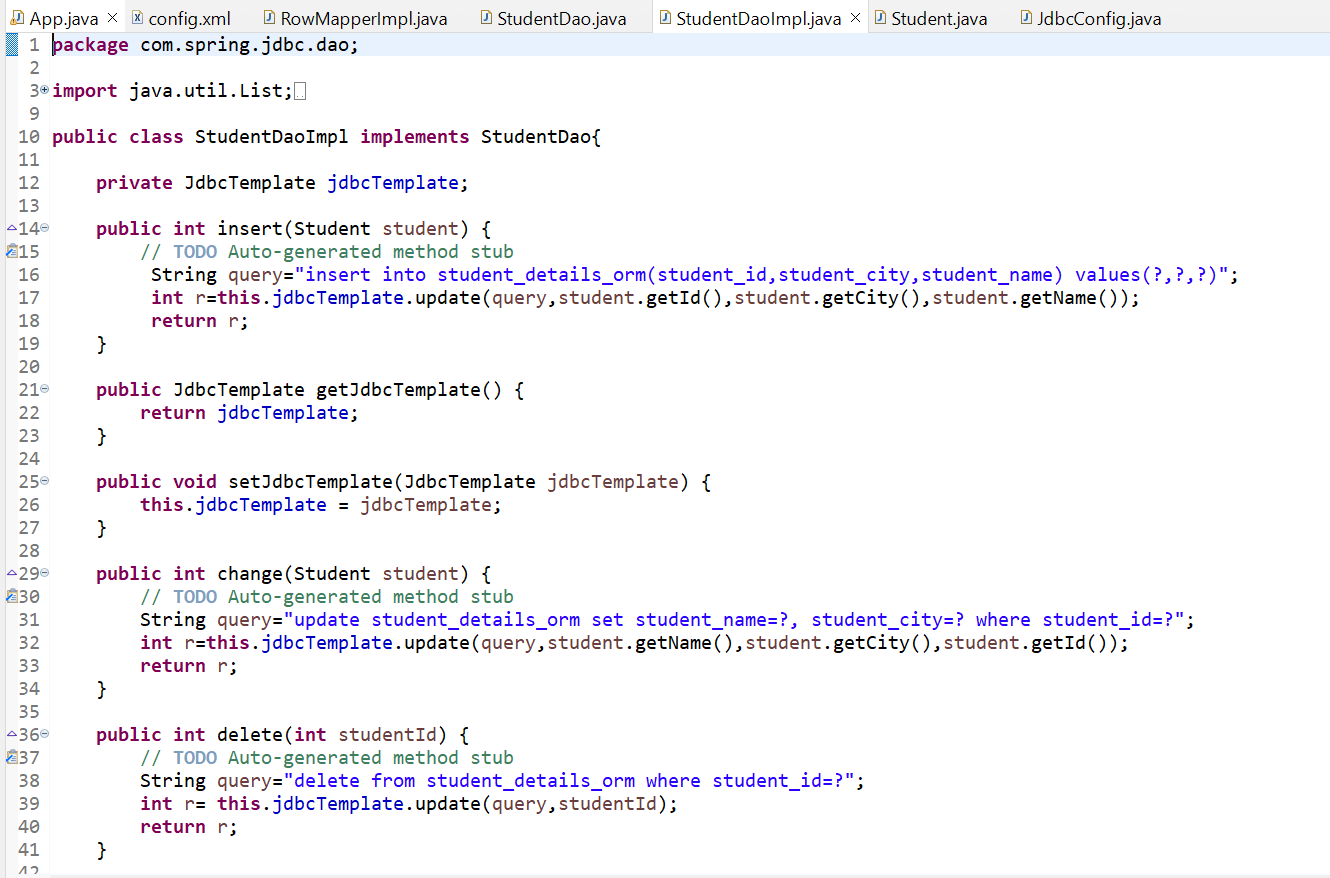 App.java config.xml RowMapperImpl.java StudentDao.java StudentDaoImpl.java Student.java JdbcConfig.java
1 package com.spring.jdbc.dao;
2
3 import java.util.List;
9
10 public class StudentDaoImpl implements StudentDao{
11
12     private JdbcTemplate jdbcTemplate;
13
14     public int insert(Student student) {
15         // TODO Auto-generated method stub
16          String query="insert into student_details_orm(student_id,student_city,student_name) values(?,?,?)";
17          int r=this.jdbcTemplate.update(query,student.getId(),student.getCity(),student.getName());
18          return r;
19     }
20
21     public JdbcTemplate getJdbcTemplate() {
22         return jdbcTemplate;
23     }
24
25     public void setJdbcTemplate(JdbcTemplate jdbcTemplate) {
26         this.jdbcTemplate = jdbcTemplate;
27     }
28
29     public int change(Student student) {
30         // TODO Auto-generated method stub
31         String query="update student_details_orm set student_name=?, student_city=? where student_id=?";
32         int r=this.jdbcTemplate.update(query,student.getName(),student.getCity(),student.getId());
33         return r;
34     }
35
36     public int delete(int studentId) {
37         // TODO Auto-generated method stub
38         String query="delete from student_details_orm where student_id=?";
39         int r= this.jdbcTemplate.update(query,studentId);
40         return r;
41     }
42